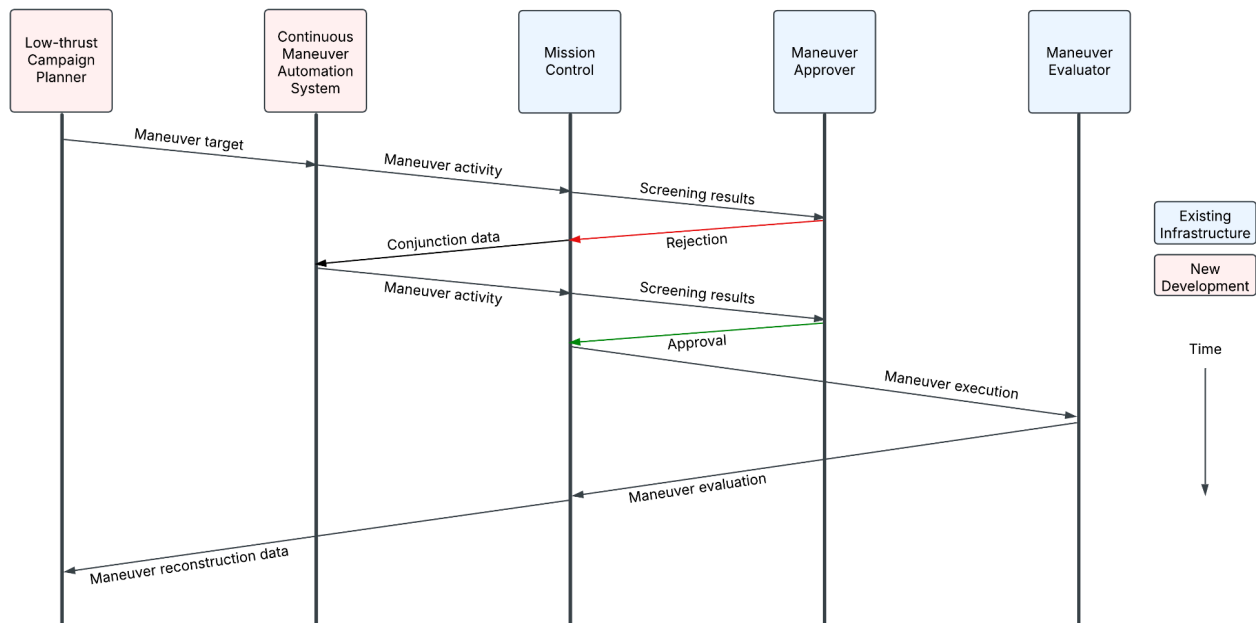 Low-thrust
Campaign
Planner
Continuous
Maneuver
Automation
System
Mission
Control
Maneuver
Approver
Maneuver
Evaluator
Maneuver target
Maneuver activity
Screening results
Rejection
Conjunction data
Maneuver activity
Screening results
Approval
Maneuver execution
Maneuver evaluation
Maneuver reconstruction data
Existing
Infrastructure
New
Development
Time